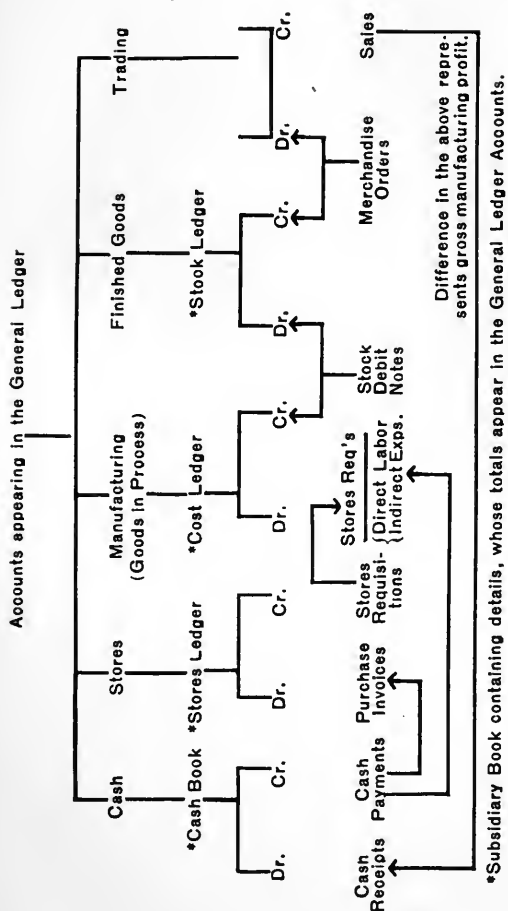 Accounts appearing in the General Ledger
Cash Stores Manufacturing Finished Goods Trading
(Goods in Process)
*Cash Book *Stores Ledger *Cost Ledger *Stock Ledger
Dr. Cr. Dr. Cr. Dr. Cr. Dr. Cr. Dr. Cr.
Cash
Receipts
Cash
Payments
Purchase
Invoices
Stores
Requisi-
tions
Stores Req's
{Direct Labor
{Indirect Exps.
Stock
Debit
Notes
Merchandise
Orders
Sales
Difference in the above repre-
sents gross manufacturing profit.
*Subsidiary Book containing details, whose totals appear in the General Ledger Accounts.